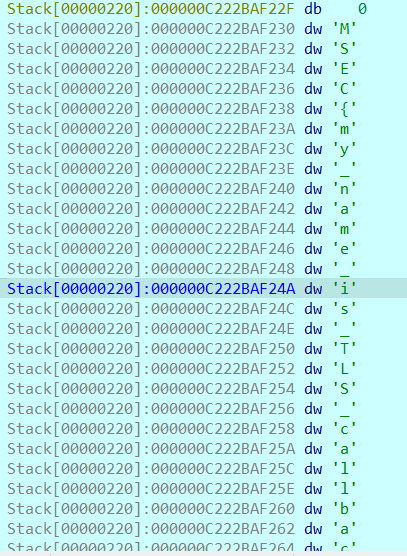 Stack[00000220]:000000C222BAF22F db 0
Stack[00000220]:000000C222BAF230 dw 'M'
Stack[00000220]:000000C222BAF232 dw 'S'
Stack[00000220]:000000C222BAF234 dw 'E'
Stack[00000220]:000000C222BAF236 dw 'C'
Stack[00000220]:000000C222BAF238 dw '{'
Stack[00000220]:000000C222BAF23A dw 'm'
Stack[00000220]:000000C222BAF23C dw 'y'
Stack[00000220]:000000C222BAF23E dw '_'
Stack[00000220]:000000C222BAF240 dw 'n'
Stack[00000220]:000000C222BAF242 dw 'a'
Stack[00000220]:000000C222BAF244 dw 'm'
Stack[00000220]:000000C222BAF246 dw 'e'
Stack[00000220]:000000C222BAF248 dw '_'
Stack[00000220]:000000C222BAF24A dw 'i'
Stack[00000220]:000000C222BAF24C dw 's'
Stack[00000220]:000000C222BAF24E dw '_'
Stack[00000220]:000000C222BAF250 dw 'T'
Stack[00000220]:000000C222BAF252 dw 'L'
Stack[00000220]:000000C222BAF254 dw 'S'
Stack[00000220]:000000C222BAF256 dw '_'
Stack[00000220]:000000C222BAF258 dw 'c'
Stack[00000220]:000000C222BAF25A dw 'a'
Stack[00000220]:000000C222BAF25C dw 'l'
Stack[00000220]:000000C222BAF25E dw 'l'
Stack[00000220]:000000C222BAF260 dw 'b'
Stack[00000220]:000000C222BAF262 dw 'a'
Stack[00000220]:000000C222BAF264 dw 'c'